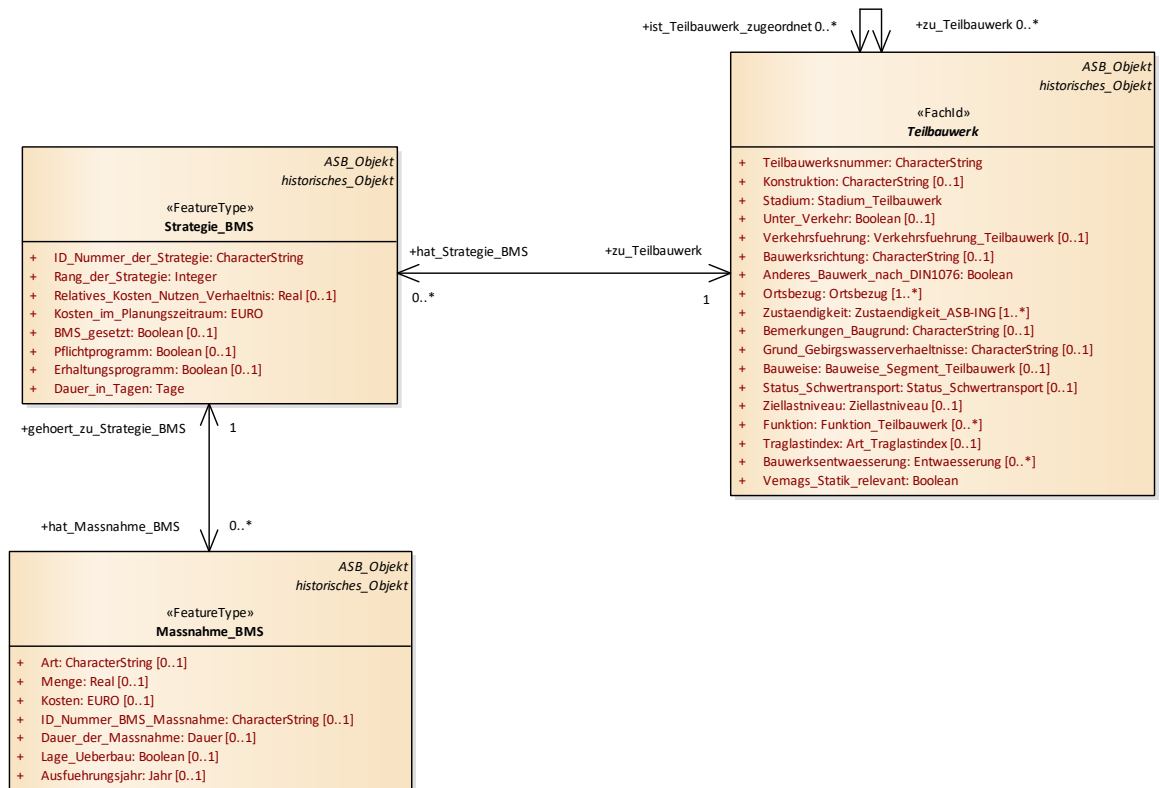 +ist_Teilbauwerk_zugeordnet 0..*
+zu_Teilbauwerk 0..*
ASB_Objekt
historisches_Objekt
«FachId»
Teilbauwerk
+ Teilbauwerksnummer: CharacterString
+ Konstruktion: CharacterString [0..1]
+ Stadium: Stadium_Teilbauwerk
+ Unter_Verkehr: Boolean [0..1]
+ Verkehrsfuehrung: Verkehrsfuehrung_Teilbauwerk [0..1]
+ Bauwerksrichtung: CharacterString [0..1]
+ Anderes_Bauwerk_nach_DIN1076: Boolean
+ Ortsbezug: Ortsbezug [1..*]
+ Zustaendigkeit: Zustaendigkeit_ASB-ING [1..*]
+ Bemerkungen_Baugrund: CharacterString [0..1]
+ Grund_Gebirgswasserverhaeltnisse: CharacterString [0..1]
+ Bauweise: Bauweise_Segment_Teilbauwerk [0..1]
+ Status_Schwertransport: Status_Schwertransport [0..1]
+ Ziellastniveau: Ziellastniveau [0..1]
+ Funktion: Funktion_Teilbauwerk [0..*]
+ Traglastindex: Art_Traglastindex [0..1]
+ Bauwerksentwaesserung: Entwaesserung [0..*]
+ Vemags_Statik_relevant: Boolean
ASB_Objekt
historisches_Objekt
«FeatureType»
Strategie_BMS
+ ID_Nummer_der_Strategie: CharacterString
+ Rang_der_Strategie: Integer
+ Relatives_Kosten_Nutzen_Verhaeltnis: Real [0..1]
+ Kosten_im_Planungszeitraum: EURO
+ BMS_gesetzt: Boolean [0..1]
+ Pflichtprogramm: Boolean [0..1]
+ Erhaltungsprogramm: Boolean [0..1]
+ Dauer_in_Tagen: Tage
+hat_Strategie_BMS
0..*
+zu_Teilbauwerk
1
+gehoert_zu_Strategie_BMS
1
+hat_Massnahme_BMS
0..*
ASB_Objekt
historisches_Objekt
«FeatureType»
Massnahme_BMS
+ Art: CharacterString [0..1]
+ Menge: Real [0..1]
+ Kosten: EURO [0..1]
+ ID_Nummer_BMS_Massnahme: CharacterString [0..1]
+ Dauer_der_Massnahme: Dauer [0..1]
+ Lage_Ueberbau: Boolean [0..1]
+ Ausfuehrungsjahr: Jahr [0..1]